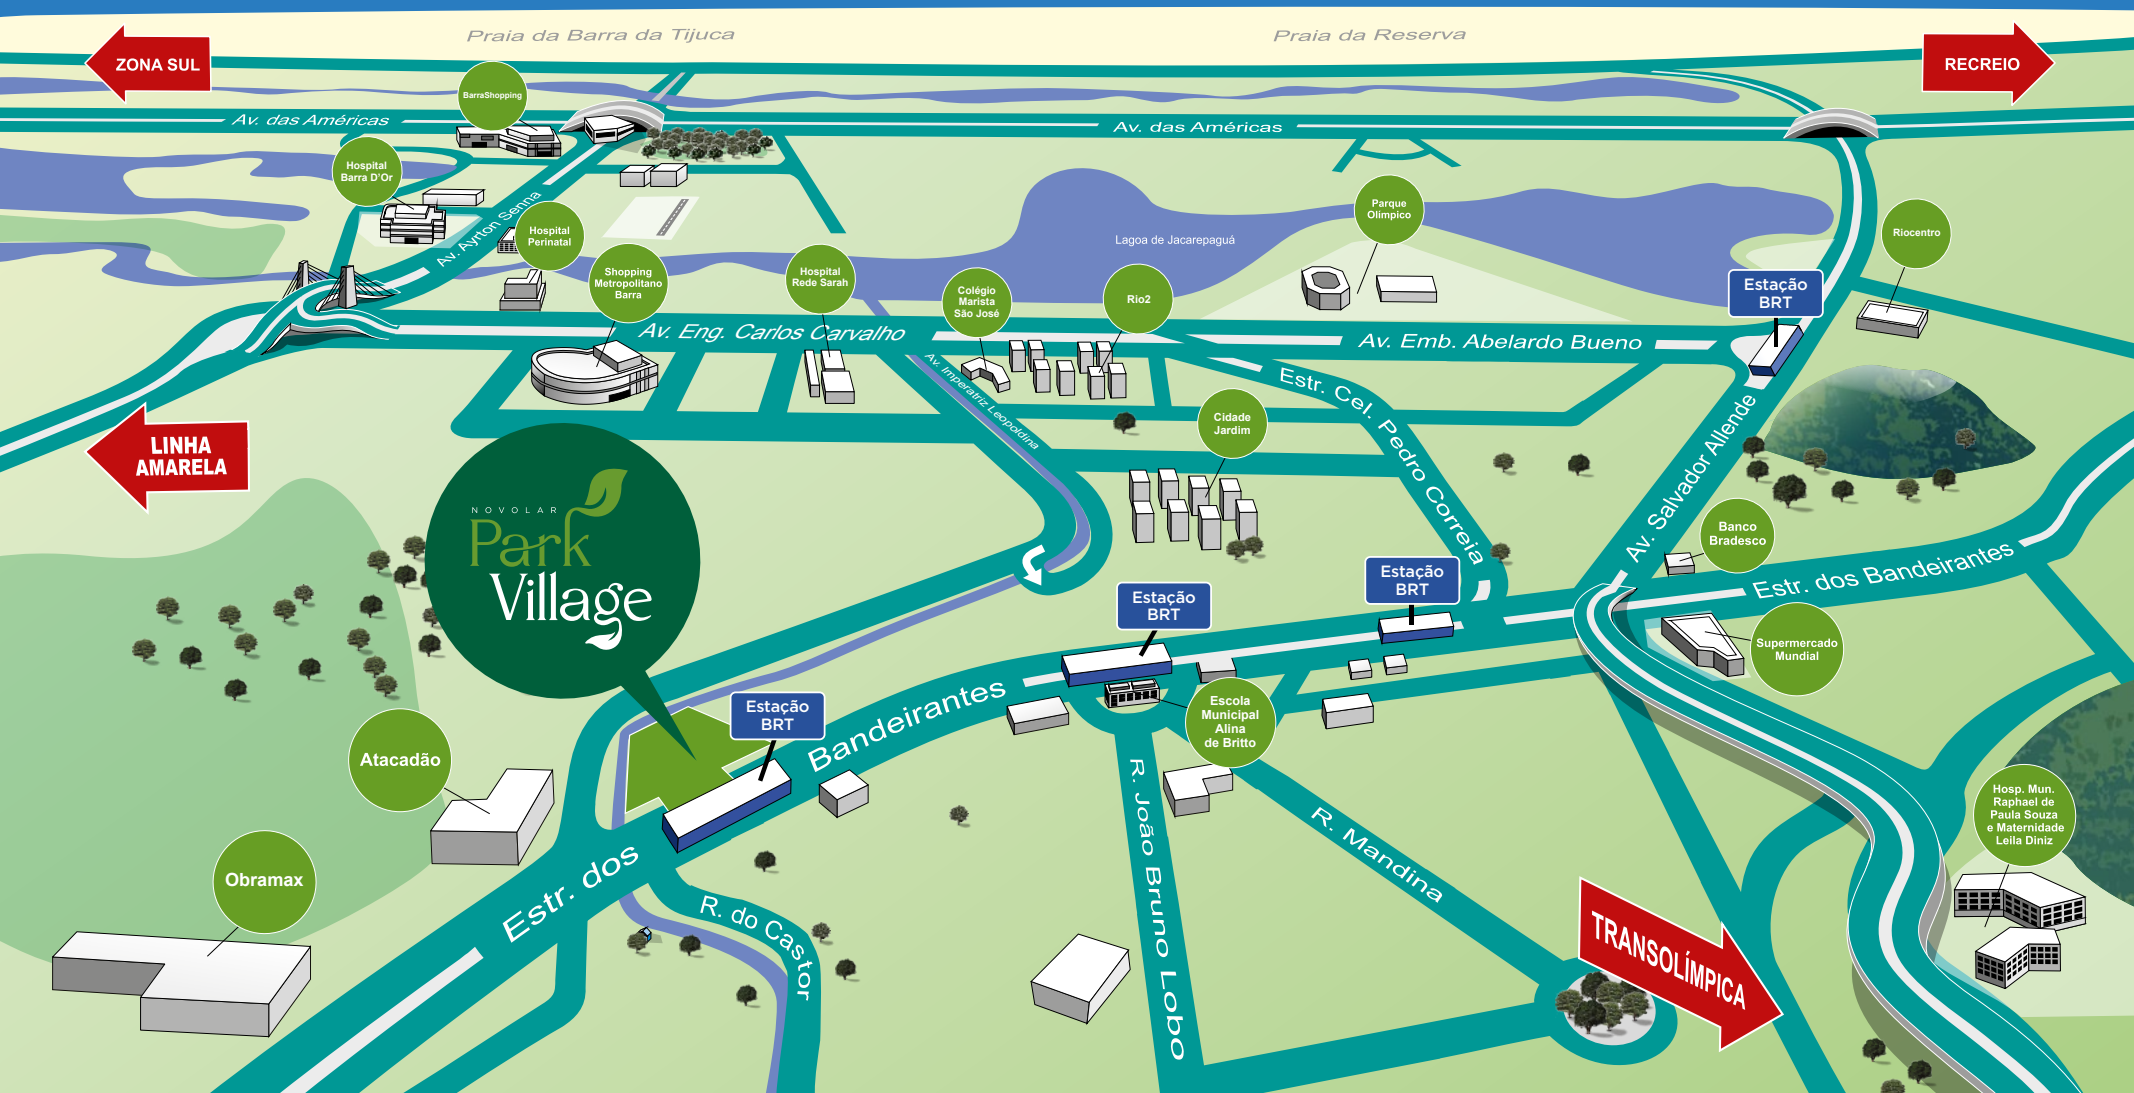 Praia da Barra da Tijuca
Praia da Reserva
ZONA SUL
RECREIO
BarraShopping
Av. das Américas
Av. das Américas
Hospital
Barra D'Or
Av. Ayrton Senna
Hospital
Perinatal
Parque
Olímpico
Lagoa de Jacarepaguá
Riocentro
Shopping
Metropolitano
Barra
Hospital
Rede Sarah
Colégio
Marista
São José
Rio2
Estação
BRT
Av. Eng. Carlos Carvalho
Av. Emb. Abelardo Bueno
Av. Imperatriz Leopoldina
Estr. Cel. Pedro Correia
Cidade
Jardim
Av. Salvador Allende
LINHA
AMARELA
NOVOLAR
Park
Village
Banco
Bradesco
Estr. dos Bandeirantes
Estação
BRT
Estação
BRT
Supermercado
Mundial
Estação
BRT
Escola
Municipal
Alina
de Britto
Estr. dos
Bandeirantes
Atacadão
Obramax
R. do Castor
R. João Bruno Lobo
R. Mandina
Hosp. Mun.
Raphael de
Paula Souza
e Maternidade
Leila Diniz
TRANSOLÍMPICA